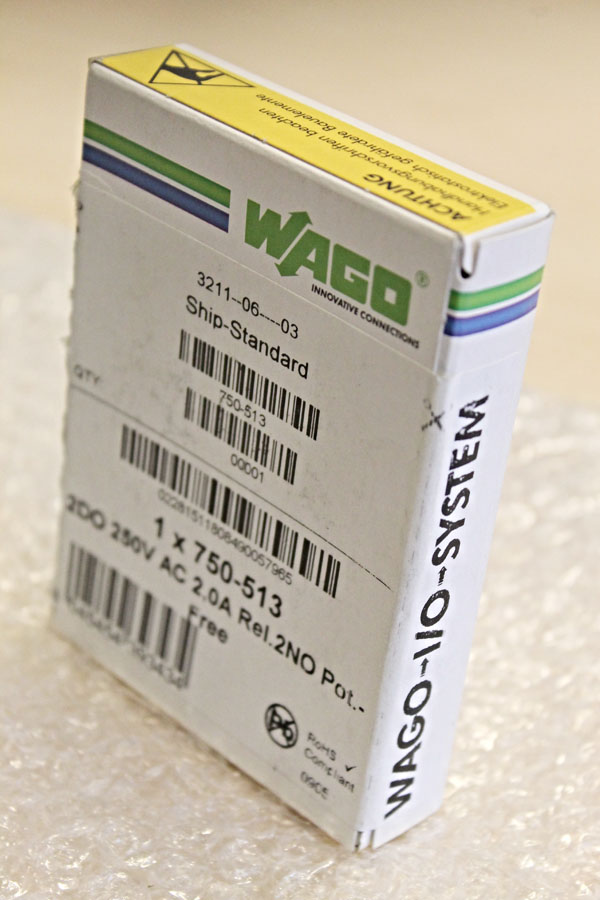 ACHTUNG
Handhabungsvorschriften beachten
Elektrostatisch gefährdete Bauelemente
WAGO®
INNOVATIVE CONNECTIONS
3211--06----03
Ship-Standard
750-513
QTY
00001
1 x 750-513
2DO 250V AC 2.0A Rel.2NO Pot.-
Free
Pb
RoHS
Compliant
WAGO→I/O→SYSTEM